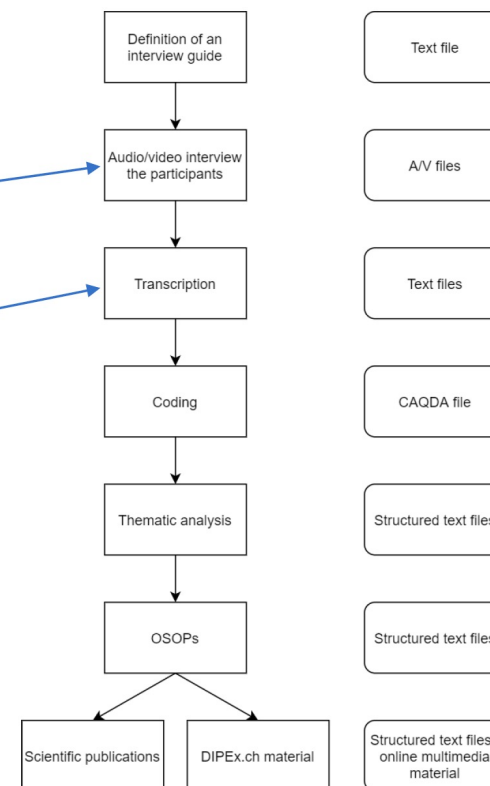 Definition of an
interview guide
Text file
Audio/video interview
the participants
A/V files
Transcription
Text files
Coding
CAQDA file
Thematic analysis
Structured text files
OSOPs
Structured text files
Scientific publications
DIPEx.ch material
Structured text files
online multimedia
material